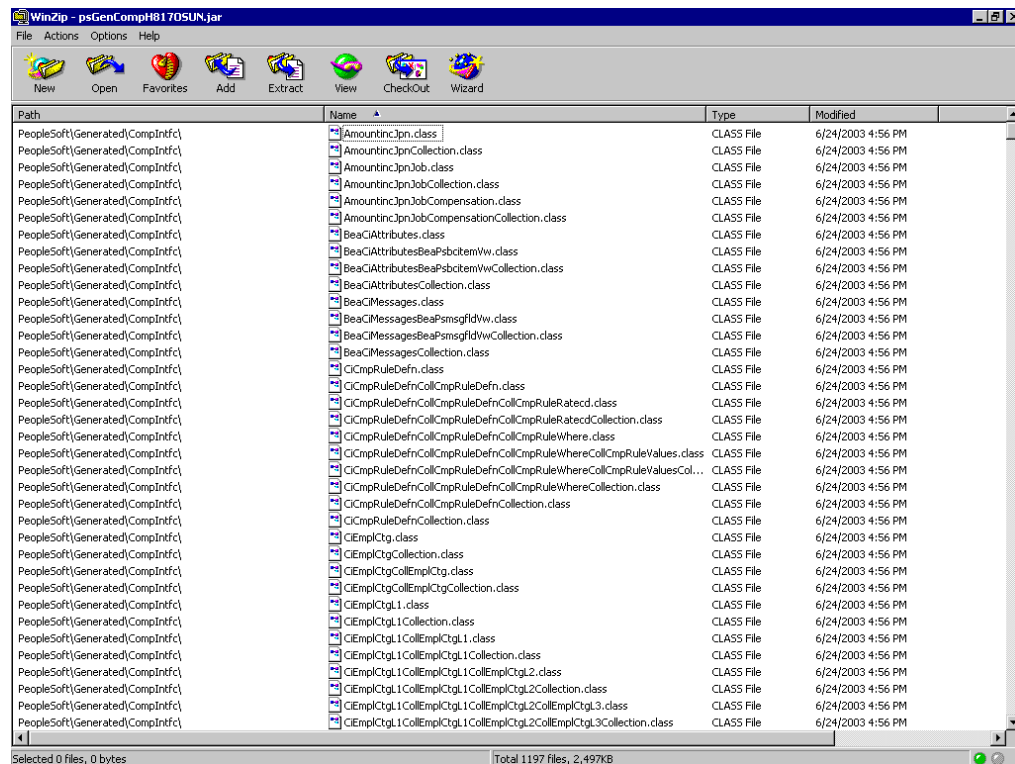 WinZip - psGenCompH817OSUN.jar
File Actions Options Help
New Open Favorites Add Extract View CheckOut Wizard
Path Name Type Modified
PeopleSoft\Generated\CompIntfc\ AmountincJpn.class CLASS File 6/24/2003 4:56 PM
PeopleSoft\Generated\CompIntfc\ AmountincJpnCollection.class CLASS File 6/24/2003 4:56 PM
PeopleSoft\Generated\CompIntfc\ AmountincJpnJob.class CLASS File 6/24/2003 4:56 PM
PeopleSoft\Generated\CompIntfc\ AmountincJpnJobCollection.class CLASS File 6/24/2003 4:56 PM
PeopleSoft\Generated\CompIntfc\ AmountincJpnJobCompensation.class CLASS File 6/24/2003 4:56 PM
PeopleSoft\Generated\CompIntfc\ AmountincJpnJobCompensationCollection.class CLASS File 6/24/2003 4:56 PM
PeopleSoft\Generated\CompIntfc\ BeaCiAttributes.class CLASS File 6/24/2003 4:56 PM
PeopleSoft\Generated\CompIntfc\ BeaCiAttributesBeaPsbcitemVw.class CLASS File 6/24/2003 4:56 PM
PeopleSoft\Generated\CompIntfc\ BeaCiAttributesBeaPsbcitemVwCollection.class CLASS File 6/24/2003 4:56 PM
PeopleSoft\Generated\CompIntfc\ BeaCiAttributesCollection.class CLASS File 6/24/2003 4:56 PM
PeopleSoft\Generated\CompIntfc\ BeaCiMessages.class CLASS File 6/24/2003 4:56 PM
PeopleSoft\Generated\CompIntfc\ BeaCiMessagesBeaPsmsgfldVw.class CLASS File 6/24/2003 4:56 PM
PeopleSoft\Generated\CompIntfc\ BeaCiMessagesBeaPsmsgfldVwCollection.class CLASS File 6/24/2003 4:56 PM
PeopleSoft\Generated\CompIntfc\ BeaCiMessagesCollection.class CLASS File 6/24/2003 4:56 PM
PeopleSoft\Generated\CompIntfc\ CiCmpRuleDefn.class CLASS File 6/24/2003 4:56 PM
PeopleSoft\Generated\CompIntfc\ CiCmpRuleDefnCollCmpRuleDefn.class CLASS File 6/24/2003 4:56 PM
PeopleSoft\Generated\CompIntfc\ CiCmpRuleDefnCollCmpRuleDefnCollCmpRuleRatecd.class CLASS File 6/24/2003 4:56 PM
PeopleSoft\Generated\CompIntfc\ CiCmpRuleDefnCollCmpRuleDefnCollCmpRuleRatecdCollection.class CLASS File 6/24/2003 4:56 PM
PeopleSoft\Generated\CompIntfc\ CiCmpRuleDefnCollCmpRuleDefnCollCmpRuleWhere.class CLASS File 6/24/2003 4:56 PM
PeopleSoft\Generated\CompIntfc\ CiCmpRuleDefnCollCmpRuleDefnCollCmpRuleWhereCollCmpRuleValues.class CLASS File 6/24/2003 4:56 PM
PeopleSoft\Generated\CompIntfc\ CiCmpRuleDefnCollCmpRuleDefnCollCmpRuleWhereCollCmpRuleValuesCol... CLASS File 6/24/2003 4:56 PM
PeopleSoft\Generated\CompIntfc\ CiCmpRuleDefnCollCmpRuleDefnCollCmpRuleWhereCollection.class CLASS File 6/24/2003 4:56 PM
PeopleSoft\Generated\CompIntfc\ CiCmpRuleDefnCollCmpRuleDefnCollection.class CLASS File 6/24/2003 4:56 PM
PeopleSoft\Generated\CompIntfc\ CiCmpRuleDefnCollection.class CLASS File 6/24/2003 4:56 PM
PeopleSoft\Generated\CompIntfc\ CiEmplCtg.class CLASS File 6/24/2003 4:56 PM
PeopleSoft\Generated\CompIntfc\ CiEmplCtgCollection.class CLASS File 6/24/2003 4:56 PM
PeopleSoft\Generated\CompIntfc\ CiEmplCtgCollEmplCtg.class CLASS File 6/24/2003 4:56 PM
PeopleSoft\Generated\CompIntfc\ CiEmplCtgCollEmplCtgCollection.class CLASS File 6/24/2003 4:56 PM
PeopleSoft\Generated\CompIntfc\ CiEmplCtgL1.class CLASS File 6/24/2003 4:56 PM
PeopleSoft\Generated\CompIntfc\ CiEmplCtgL1Collection.class CLASS File 6/24/2003 4:56 PM
PeopleSoft\Generated\CompIntfc\ CiEmplCtgL1CollEmplCtgL1.class CLASS File 6/24/2003 4:56 PM
PeopleSoft\Generated\CompIntfc\ CiEmplCtgL1CollEmplCtgL1Collection.class CLASS File 6/24/2003 4:56 PM
PeopleSoft\Generated\CompIntfc\ CiEmplCtgL1CollEmplCtgL1CollEmplCtgL2.class CLASS File 6/24/2003 4:56 PM
PeopleSoft\Generated\CompIntfc\ CiEmplCtgL1CollEmplCtgL1CollEmplCtgL2Collection.class CLASS File 6/24/2003 4:56 PM
PeopleSoft\Generated\CompIntfc\ CiEmplCtgL1CollEmplCtgL1CollEmplCtgL2CollEmplCtgL3.class CLASS File 6/24/2003 4:56 PM
PeopleSoft\Generated\CompIntfc\ CiEmplCtgL1CollEmplCtgL1CollEmplCtgL2CollEmplCtgL3Collection.class CLASS File 6/24/2003 4:56 PM
Selected 0 files, 0 bytes Total 1197 files, 2,497KB